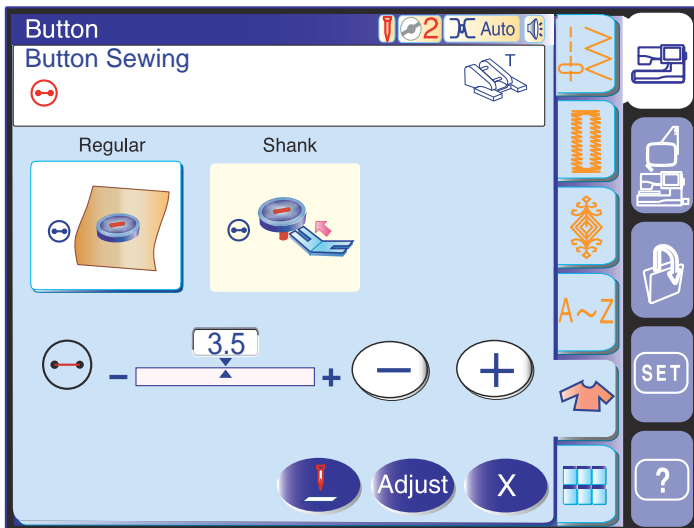 Button
2
Auto
Button Sewing
T
Regular
Shank
3.5
− +
− +
A~Z
SET
Adjust
X
?